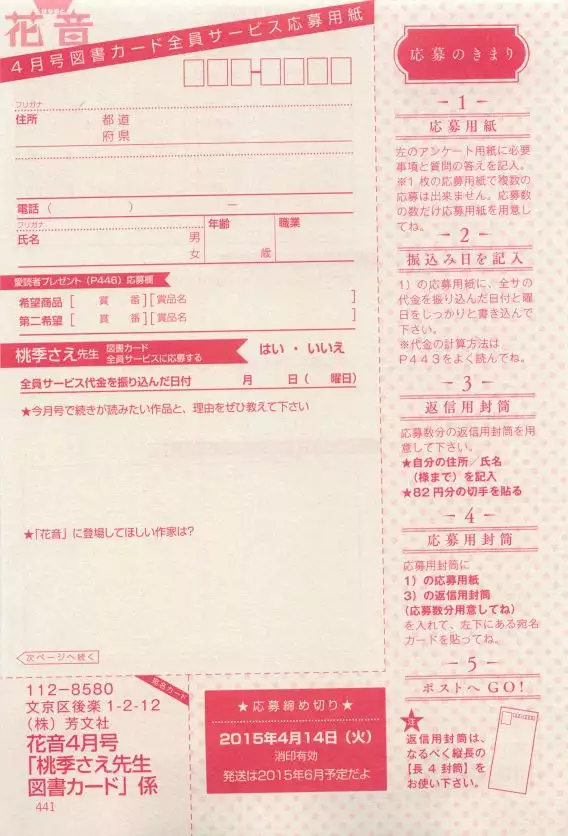 花音
4月号図書カード全員サービス応募用紙
フリガナ
住所
都道
府県
電話（　　　　）　　　　－
フリガナ
氏名
男
女
年齢
歳
職業
愛読者プレゼント（P446）応募欄
希望商品［　賞　番］［賞品名　　　］
第二希望［　賞　番］［賞品名　　　］
桃季さえ先生 図書カード
全員サービスに応募する
はい・いいえ
全員サービス代金を振り込んだ日付　　月　　日（　曜日）
★今月号で続きが読みたい作品と、理由をぜひ教えて下さい
★「花音」に登場してほしい作家は?
次ページへ続く
宛名カード
112-8580
文京区後楽1-2-12
（株）芳文社
花音4月号
「桃季さえ先生
図書カード」係
441
★応募締め切り★
2015年4月14日（火）
消印有効
発送は2015年6月予定だよ
応募のきまり
1
応募用紙
左のアンケート用紙に必要
事項と質問の答えを記入。
※1枚の応募用紙で複数の
応募は出来ません。応募数
の数だけ応募用紙を用意し
てね。
2
振込み日を記入
1）の応募用紙に、全サの
代金を振り込んだ日付と曜
日をしっかりと書き込んで
下さい。
※代金の計算方法は
P443をよく読んでね。
3
返信用封筒
応募数分の返信用封筒を用
意して下さい。
★自分の住所／氏名
（様まで）を記入
★82円分の切手を貼る
4
応募用封筒
応募用封筒に
1）の応募用紙
3）の返信用封筒
（応募数分用意してね）
を入れて、左下にある宛名
カードを貼ってね。
5
ポストへGO!
注
返信用封筒は、
なるべく縦長の
【長4封筒】を
お使い下さい。